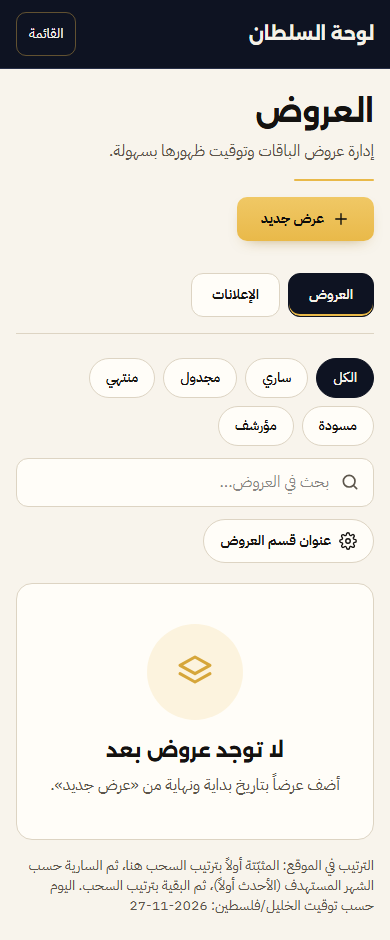 لوحة السلطان
القائمة
العروض
إدارة عروض الباقات وتوقيت ظهورها بسهولة.
عرض جديد
العروض
الإعلانات
الكل
ساري
مجدول
منتهي
مسودة
مؤرشف
بحث في العروض...
عنوان قسم العروض
لا توجد عروض بعد
أضف عرضاً بتاريخ بداية ونهاية من «عرض جديد».
الترتيب في الموقع: المثبّتة أولاً بترتيب السحب هنا، ثم السارية حسب
الشهر المستهدف (الأحدث أولاً)، ثم البقية بترتيب السحب. اليوم
حسب توقيت الخليل/فلسطين: 2026-11-27